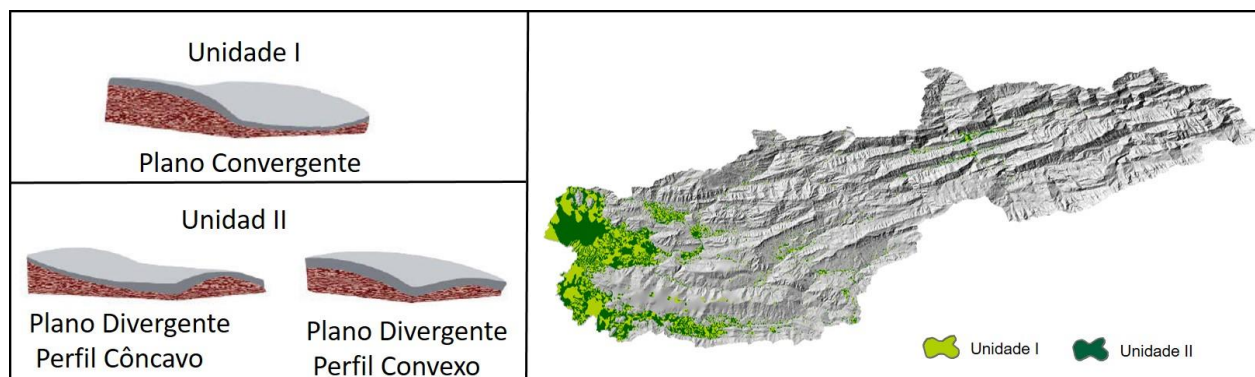 Unidade I
Plano Convergente
Unidad II
Plano Divergente
Perfil Côncavo
Plano Divergente
Perfil Convexo
Unidade I
Unidade II